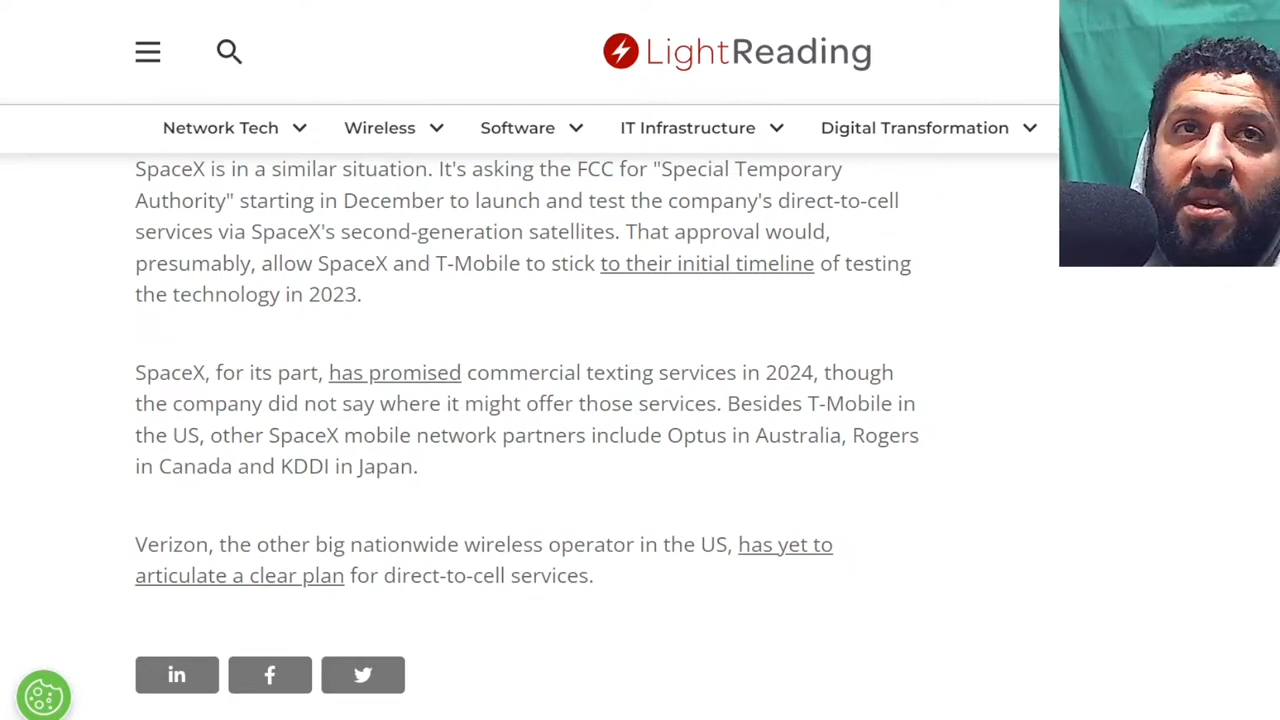 LightReading
Network Tech Wireless Software IT Infrastructure Digital Transformation
SpaceX is in a similar situation. It's asking the FCC for "Special Temporary
Authority" starting in December to launch and test the company's direct-to-cell
services via SpaceX's second-generation satellites. That approval would,
presumably, allow SpaceX and T-Mobile to stick to their initial timeline of testing
the technology in 2023.
SpaceX, for its part, has promised commercial texting services in 2024, though
the company did not say where it might offer those services. Besides T-Mobile in
the US, other SpaceX mobile network partners include Optus in Australia, Rogers
in Canada and KDDI in Japan.
Verizon, the other big nationwide wireless operator in the US, has yet to
articulate a clear plan for direct-to-cell services.
in f